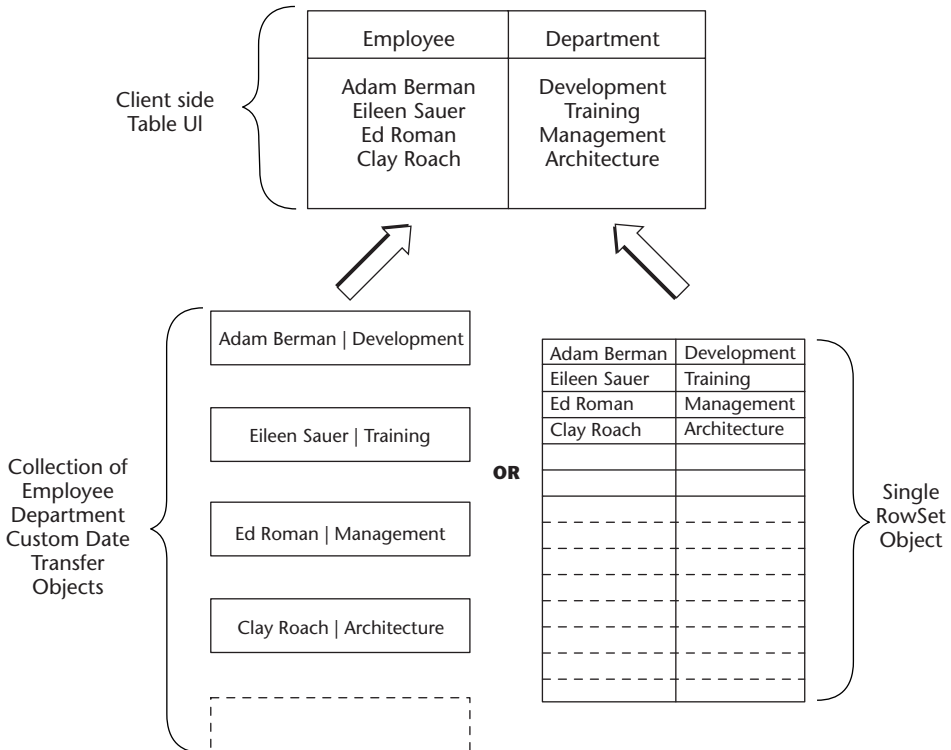 Employee Department
Adam Berman Development
Eileen Sauer Training
Ed Roman Management
Clay Roach Architecture
Client side
Table UI
Adam Berman | Development
Eileen Sauer | Training
Ed Roman | Management
Clay Roach | Architecture
Collection of
Employee
Department
Custom Date
Transfer
Objects
OR
Adam Berman Development
Eileen Sauer Training
Ed Roman Management
Clay Roach Architecture
Single
RowSet
Object